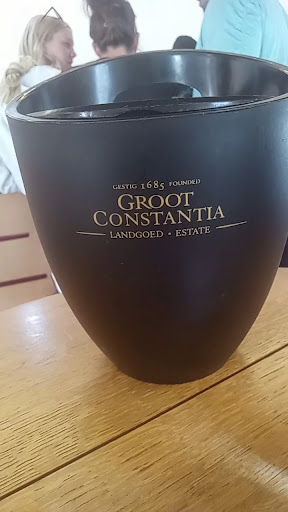 GESTIG 1685 FOUNDED
GROOT
CONSTANTIA
LANDGOED • ESTATE